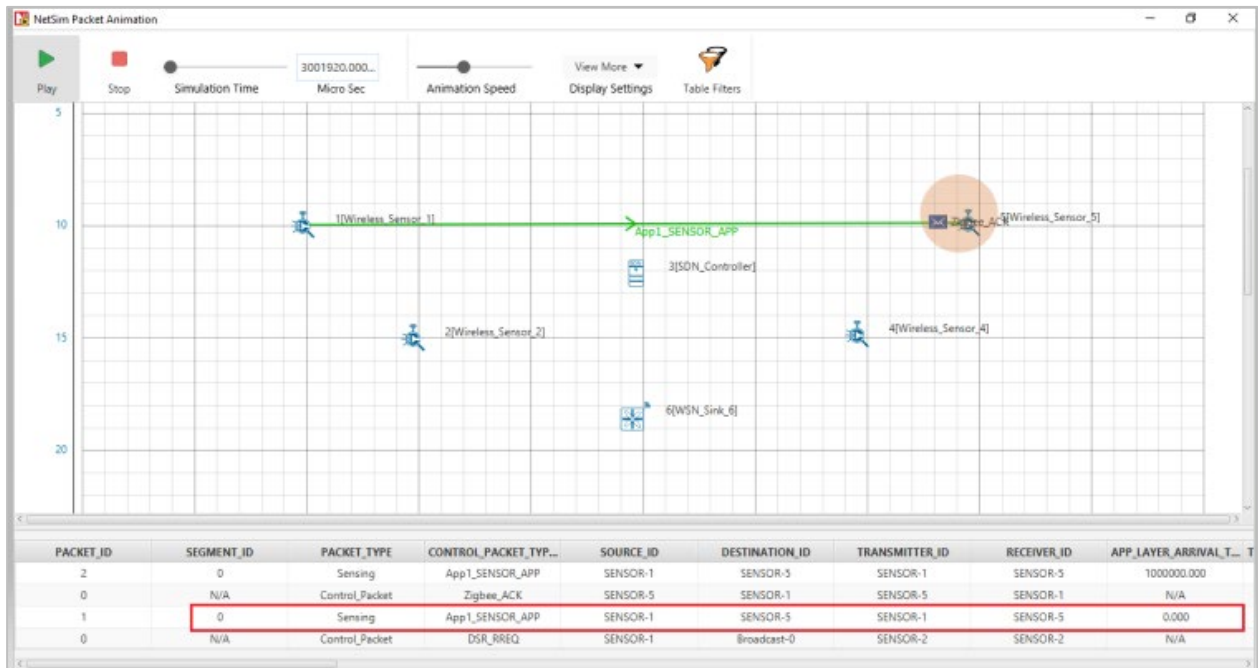 NetSim Packet Animation
3001920.000...
View More
Play Stop Simulation Time Micro Sec Animation Speed Display Settings Table Filters
5
10
1[Wireless_Sensor_1]
Zigbee_ACK
5[Wireless_Sensor_5]
App1_SENSOR_APP
3[SDN_Controller]
15
2[Wireless_Sensor_2]
4[Wireless_Sensor_4]
6[WSN_Sink_6]
20
PACKET_ID SEGMENT_ID PACKET_TYPE CONTROL_PACKET_TYP... SOURCE_ID DESTINATION_ID TRANSMITTER_ID RECEIVER_ID APP_LAYER_ARRIVAL_T... T
2 0 Sensing App1_SENSOR_APP SENSOR-1 SENSOR-5 SENSOR-1 SENSOR-5 1000000.000
0 N/A Control_Packet Zigbee_ACK SENSOR-5 SENSOR-1 SENSOR-5 SENSOR-1 N/A
1 0 Sensing App1_SENSOR_APP SENSOR-1 SENSOR-5 SENSOR-1 SENSOR-5 0.000
0 N/A Control_Packet DSR_RREQ SENSOR-1 Broadcast-0 SENSOR-2 SENSOR-2 N/A